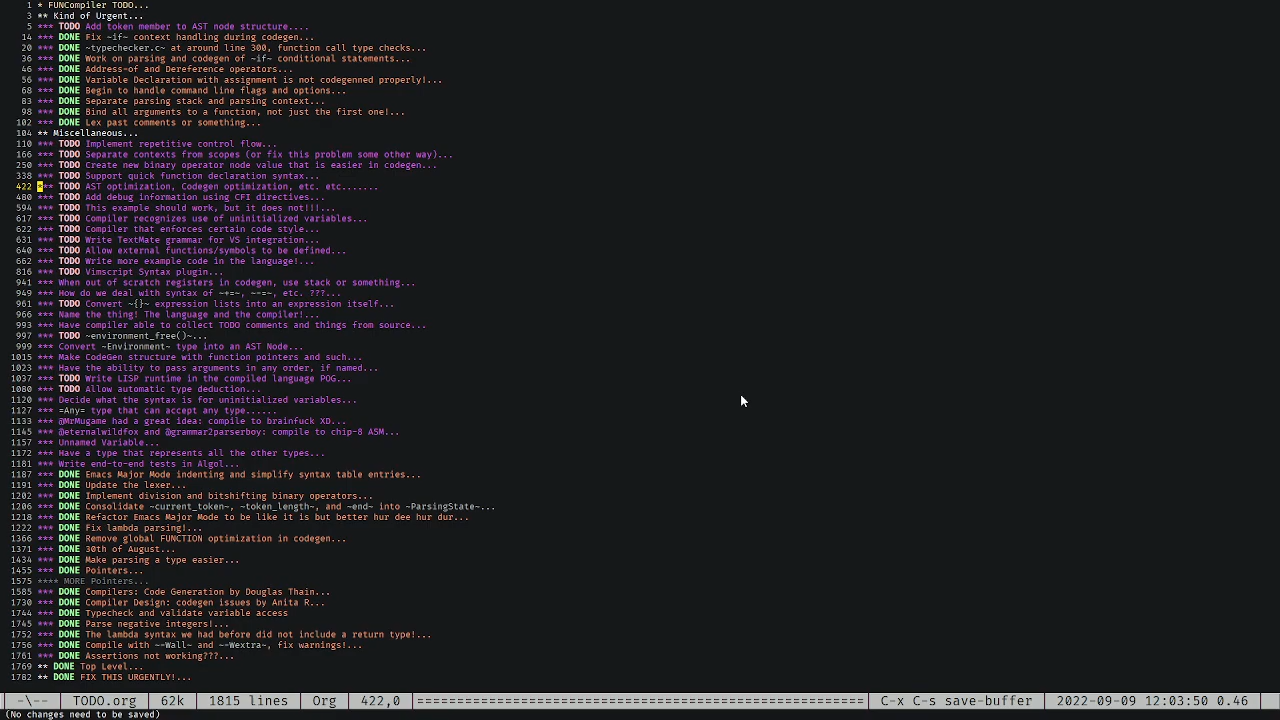 1 * FUNCompiler TODO...
3 ** Kind of Urgent...
5 *** TODO Add token member to AST node structure....
14 *** DONE Fix ~if~ context handling during codegen...
20 *** DONE ~typechecker.c~ at around line 300, function call type checks...
36 *** DONE Work on parsing and codegen of ~if~ conditional statements...
46 *** DONE Address-of and Dereference operators...
56 *** DONE Variable Declaration with assignment is not codegenned properly!...
68 *** DONE Begin to handle command line flags and options...
83 *** DONE Separate parsing stack and parsing context...
98 *** DONE Bind all arguments to a function, not just the first one!...
102 *** DONE Lex past comments or something...
104 ** Miscellaneous...
110 *** TODO Implement repetitive control flow...
166 *** TODO Separate contexts from scopes (or fix this problem some other way)...
250 *** TODO Create new binary operator node value that is easier in codegen...
338 *** TODO Support quick function declaration syntax...
422 *** TODO AST optimization, Codegen optimization, etc. etc.......
480 *** TODO Add debug information using CFI directives...
594 *** TODO This example should work, but it does not!!!...
617 *** TODO Compiler recognizes use of uninitialized variables...
622 *** TODO Compiler that enforces certain code style...
631 *** TODO Write TextMate grammar for VS integration...
640 *** TODO Allow external functions/symbols to be defined...
662 *** TODO Write more example code in the language!...
816 *** TODO Vimscript Syntax plugin...
941 *** When out of scratch registers in codegen, use stack or something...
949 *** How do we deal with syntax of ~+=~, ~-=~, etc. ???...
961 *** TODO Convert ~{}~ expression lists into an expression itself...
966 *** Name the thing! The language and the compiler!...
993 *** Have compiler able to collect TODO comments and things from source...
997 *** TODO ~environment_free()~...
999 *** Convert ~Environment~ type into an AST Node...
1015 *** Make CodeGen structure with function pointers and such...
1023 *** Have the ability to pass arguments in any order, if named...
1037 *** TODO Write LISP runtime in the compiled language POG...
1080 *** TODO Allow automatic type deduction...
1120 *** Decide what the syntax is for uninitialized variables...
1127 *** =Any= type that can accept any type......
1133 *** @MrMugame had a great idea: compile to brainfuck XD...
1145 *** @eternalwildfox and @grammar2parserboy: compile to chip-8 ASM...
1157 *** Unnamed Variable...
1172 *** Have a type that represents all the other types...
1181 *** Write end-to-end tests in Algol...
1187 *** DONE Emacs Major Mode indenting and simplify syntax table entries...
1191 *** DONE Update the lexer...
1202 *** DONE Implement division and bitshifting binary operators...
1206 *** DONE Consolidate ~current_token~, ~token_length~, and ~end~ into ~ParsingState~...
1218 *** DONE Refactor Emacs Major Mode to be like it is but better hur dee hur dur...
1222 *** DONE Fix lambda parsing!...
1366 *** DONE Remove global FUNCTION optimization in codegen...
1371 *** DONE 30th of August...
1434 *** DONE Make parsing a type easier...
1455 *** DONE Pointers...
1575 **** MORE Pointers...
1585 *** DONE Compilers: Code Generation by Douglas Thain...
1730 *** DONE Compiler Design: codegen issues by Anita R...
1744 *** DONE Typecheck and validate variable access
1745 *** DONE Parse negative integers!...
1752 *** DONE The lambda syntax we had before did not include a return type!...
1756 *** DONE Compile with ~-Wall~ and ~-Wextra~, fix warnings!...
1761 *** DONE Assertions not working???...
1769 ** DONE Top Level...
1782 ** DONE FIX THIS URGENTLY!...
-\-- TODO.org 62k 1815 lines Org 422,0 ======================================================== C-x C-s save-buffer 2022-09-09 12:03:50 0.46
(No changes need to be saved)